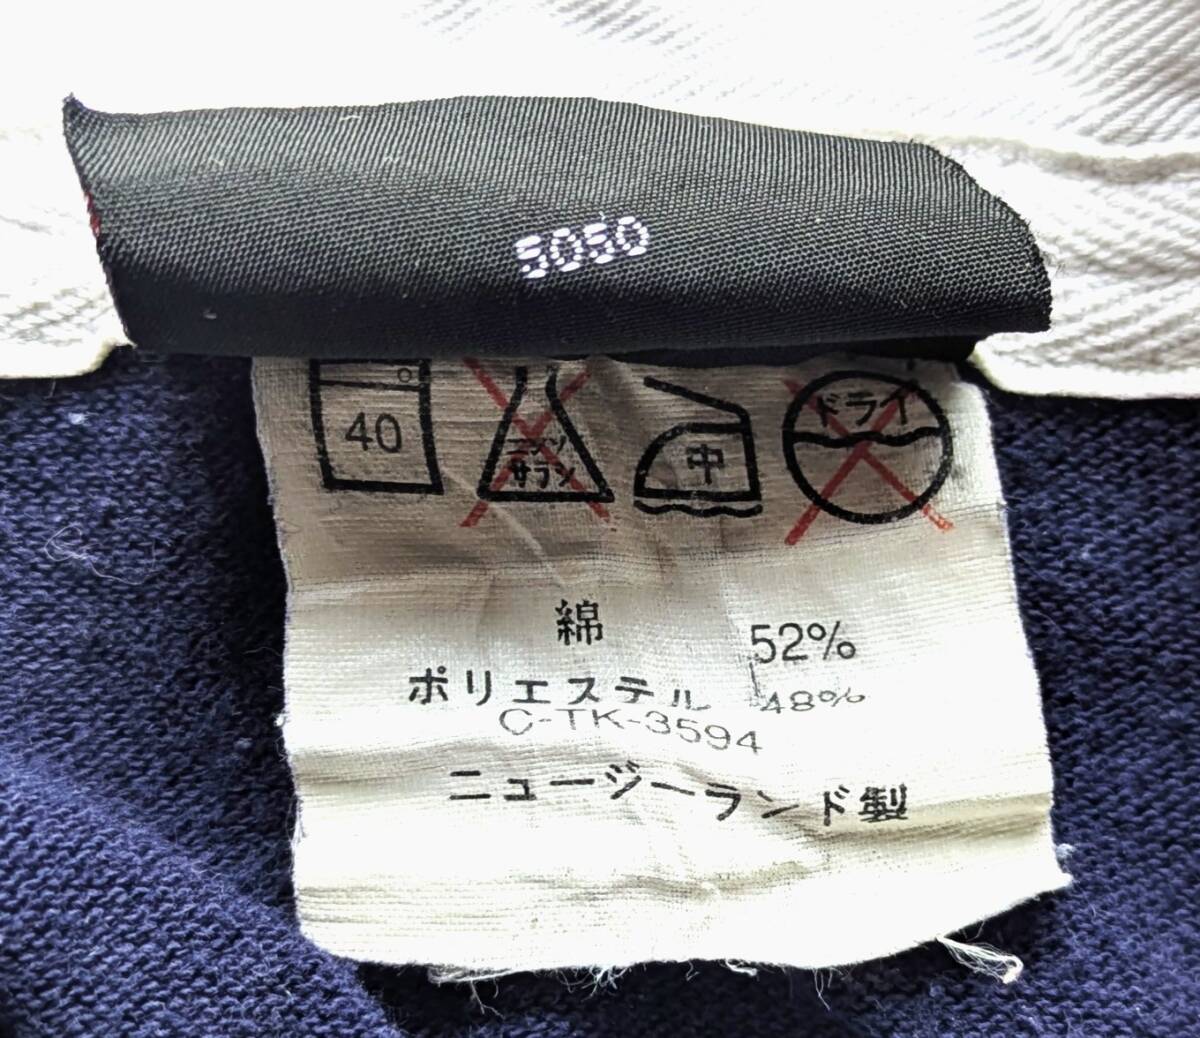 5050
40 エンソ サラシ 中 ドライ
綿 52%
ポリエステル 48%
C-TK-3594
ニュージーランド製